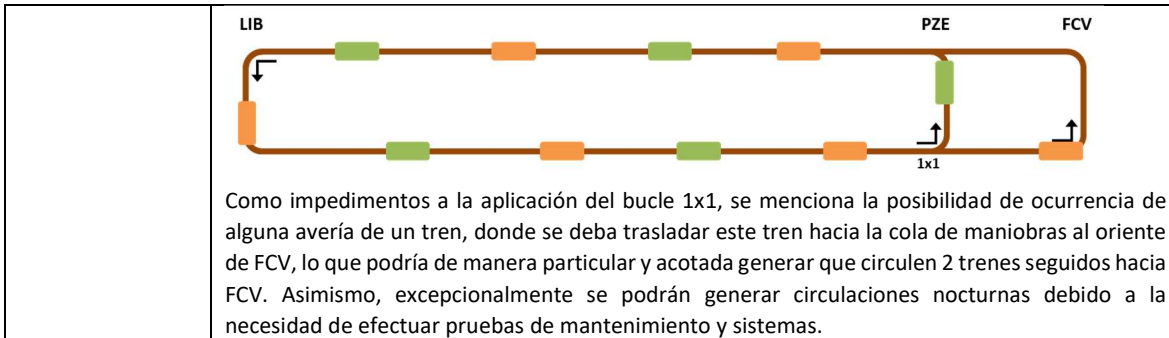 LIB PZE FCV
1x1
Como impedimentos a la aplicación del bucle 1x1, se menciona la posibilidad de ocurrencia de
alguna avería de un tren, donde se deba trasladar este tren hacia la cola de maniobras al oriente
de FCV, lo que podría de manera particular y acotada generar que circulen 2 trenes seguidos hacia
FCV. Asimismo, excepcionalmente se podrán generar circulaciones nocturnas debido a la
necesidad de efectuar pruebas de mantenimiento y sistemas.